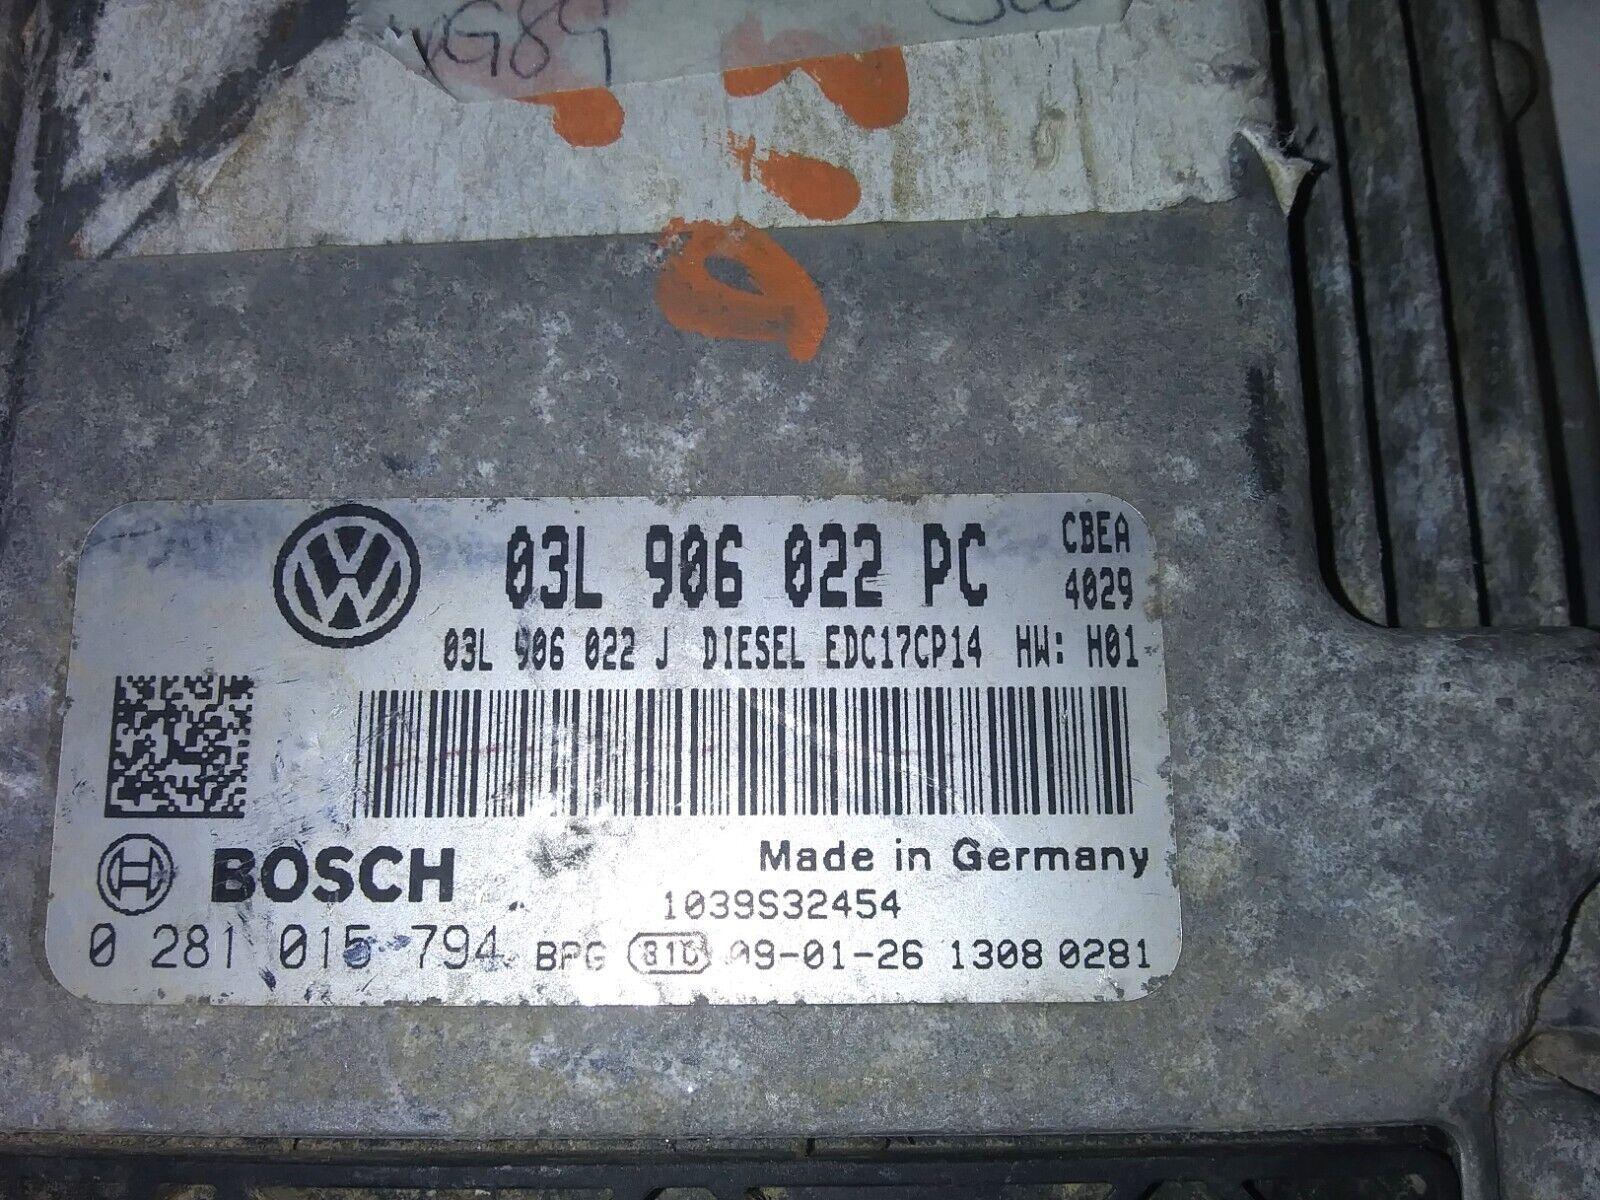 03L 906 022 PC
CBEA
4029
03L 906 022 J DIESEL EDC17CP14 HW: H01
BOSCH
Made in Germany
1039S32454
0 281 015 794 BPG 09-01-26 1308 0281